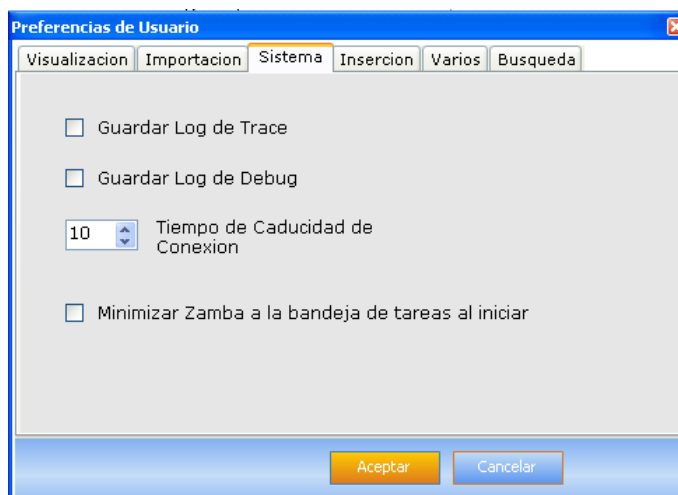 Preferencias de Usuario
Visualizacion Importacion Sistema Insercion Varios Busqueda
Guardar Log de Trace
Guardar Log de Debug
10 Tiempo de Caducidad de
Conexion
Minimizar Zamba a la bandeja de tareas al iniciar
Aceptar Cancelar